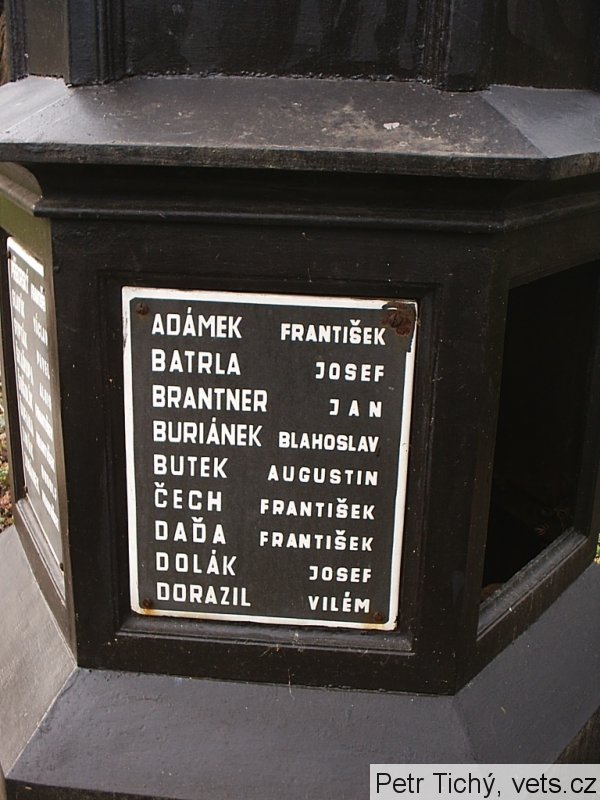 ADÁMEK FRANTIŠEK
BATRLA JOSEF
BRANTNER JAN
BURIÁNEK BLAHOSLAV
BUTEK AUGUSTIN
ČECH FRANTIŠEK
DAĎA FRANTIŠEK
DOLÁK JOSEF
DORAZIL VILÉM
Petr Tichý, vets.cz